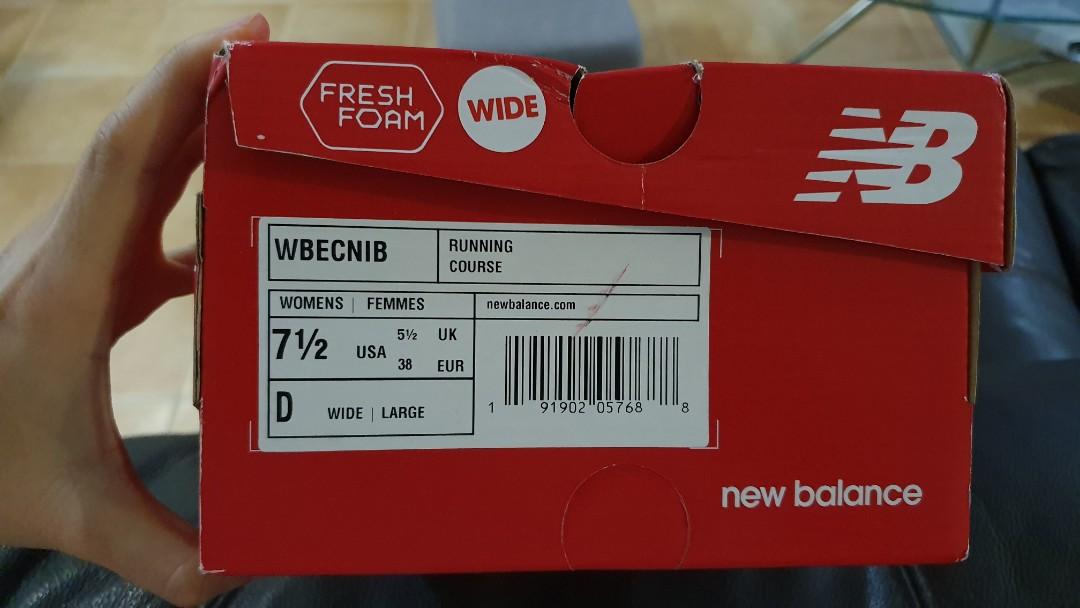 FRESH
FOAM
WIDE
NB
WBECNIB
RUNNING
COURSE
WOMENS | FEMMES
newbalance.com
7½ USA 5½ UK
38 EUR
D WIDE | LARGE
1 91902 05768 8
new balance